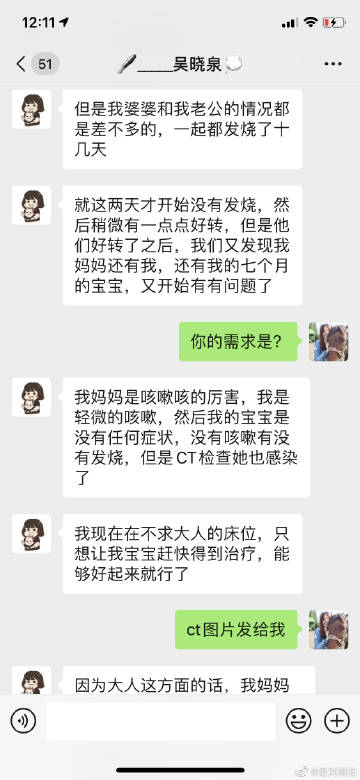 12:11
51
吴晓泉
但是我婆婆和我老公的情况都
是差不多的，一起都发烧了十
几天
就这两天才开始没有发烧，然
后稍微有一点点好转，但是他
们好转了之后，我们又发现我
妈妈还有我，还有我的七个月
的宝宝，又开始有有问题了
你的需求是?
我妈妈是咳嗽咳的厉害，我是
轻微的咳嗽，然后我的宝宝是
没有任何症状，没有咳嗽有没
有发烧，但是CT检查她也感染
了
我现在在不求大人的床位，只
想让我宝宝赶快得到治疗，能
够好起来就行了
ct图片发给我
因为大人这方面的话，我妈妈